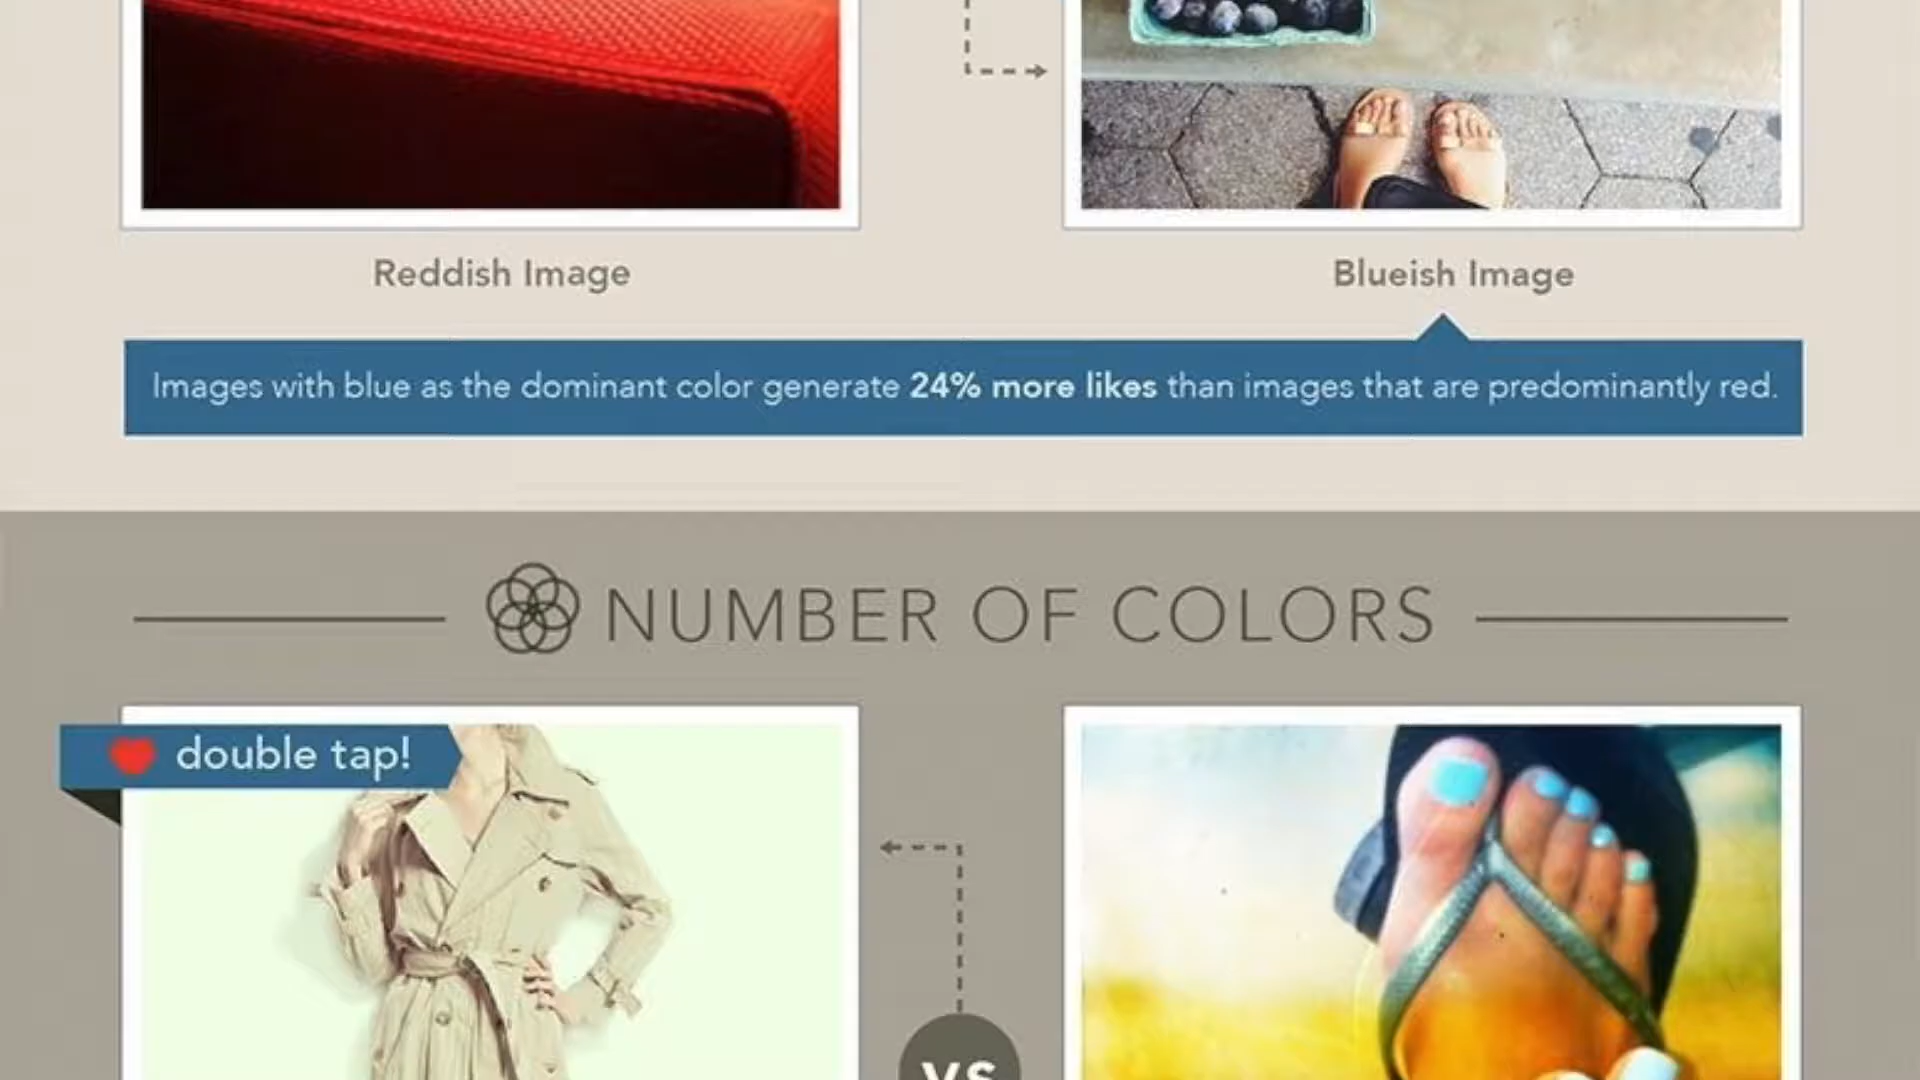 Reddish Image
Blueish Image
Images with blue as the dominant color generate 24% more likes than images that are predominantly red.
NUMBER OF COLORS
double tap!
VS